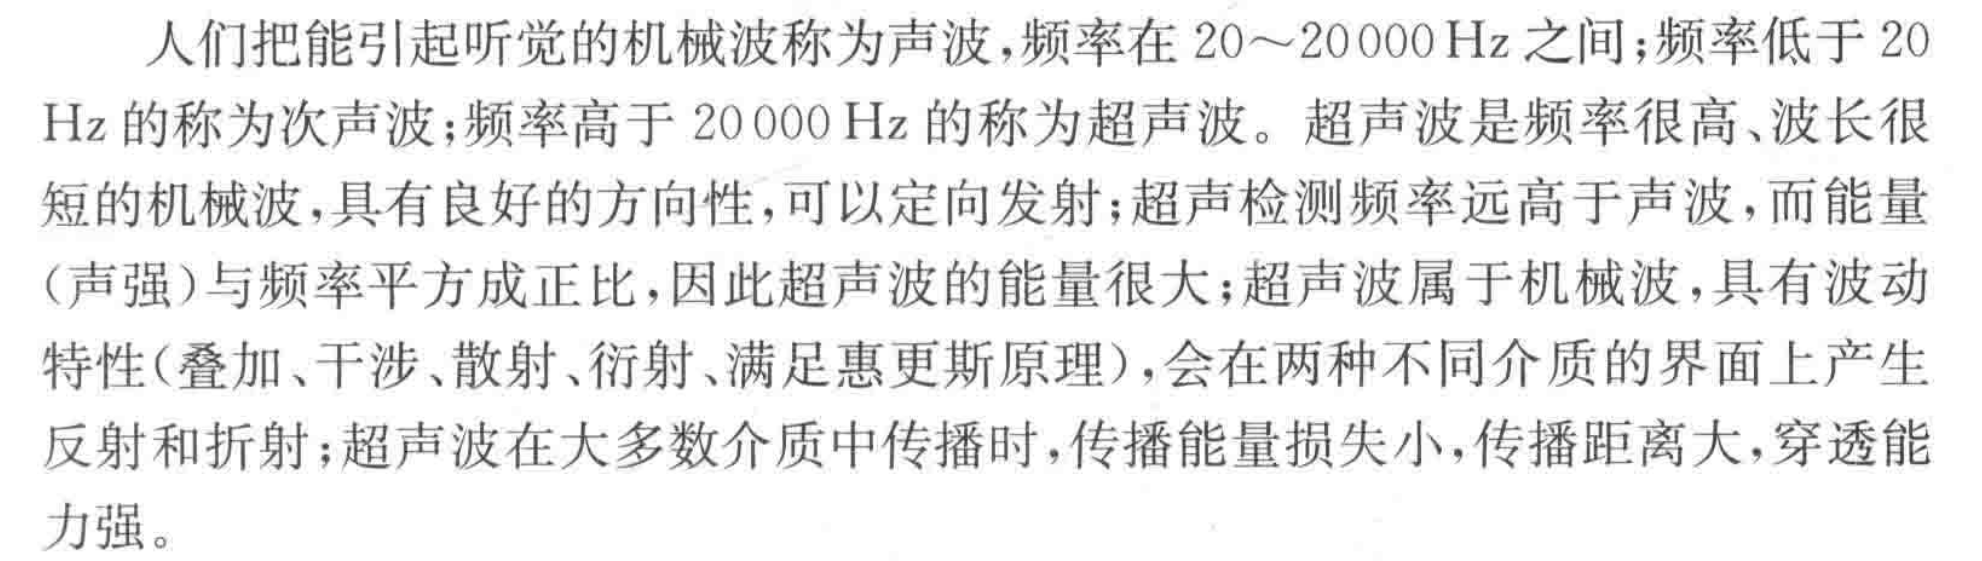 人们把能引起听觉的机械波称为声波,频率在 20～20000 Hz 之间;频率低于 20
Hz 的称为次声波;频率高于 20000 Hz 的称为超声波。超声波是频率很高、波长很
短的机械波,具有良好的方向性,可以定向发射;超声检测频率远高于声波,而能量
(声强)与频率平方成正比,因此超声波的能量很大;超声波属于机械波,具有波动
特性(叠加、干涉、散射、衍射、满足惠更斯原理),会在两种不同介质的界面上产生
反射和折射;超声波在大多数介质中传播时,传播能量损失小,传播距离大,穿透能
力强。